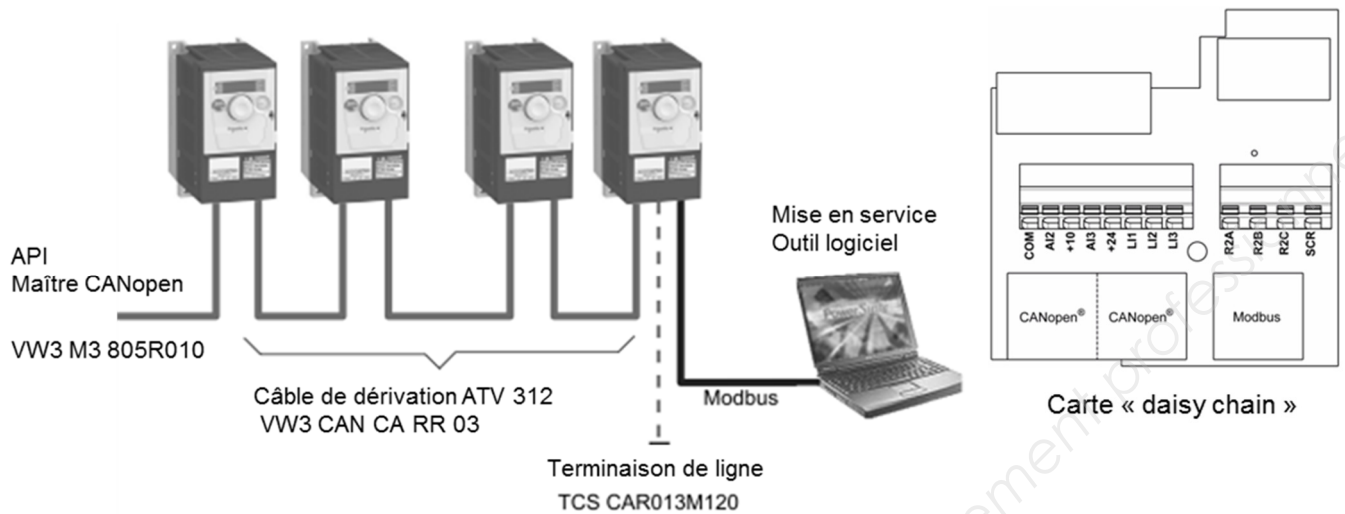 API
Maître CANopen
VW3 M3 805R010
Câble de dérivation ATV 312
VW3 CAN CA RR 03
Modbus
Terminaison de ligne
TCS CAR013M120
Mise en service
Outil logiciel
PowerSuite
COM
AI2
+10
AI3
+24
LI1
LI2
LI3
R2A
R2B
R2C
SCR
CANopen®
CANopen®
Modbus
Carte « daisy chain »